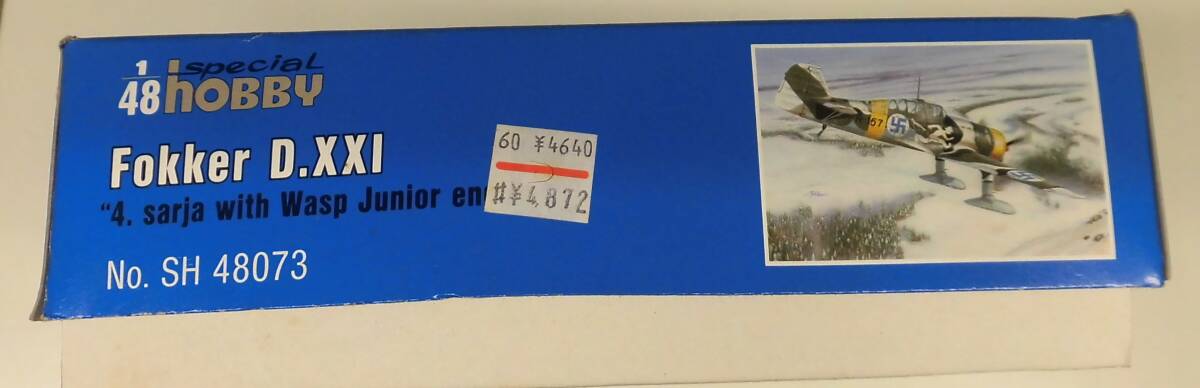 1/48 special hobby
Fokker D.XXI
"4. sarja with Wasp Junior en
No. SH 48073
60 ¥4640
¥4,872
57